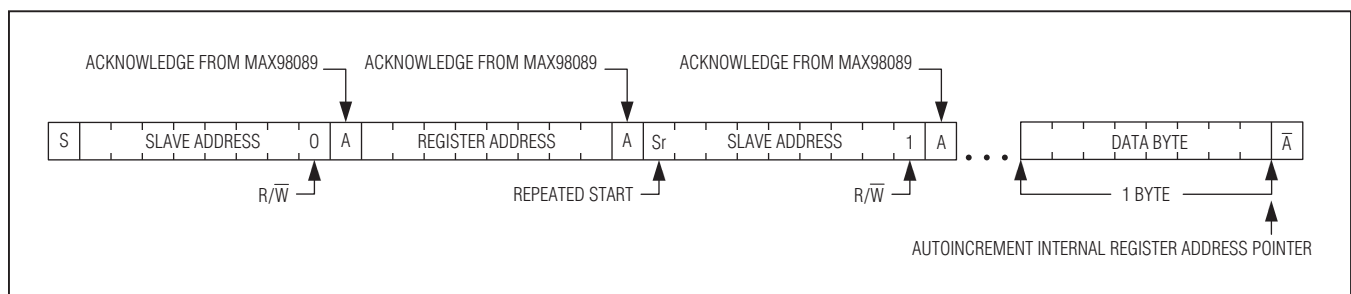 ACKNOWLEDGE FROM MAX98089 ACKNOWLEDGE FROM MAX98089 ACKNOWLEDGE FROM MAX98089
S SLAVE ADDRESS 0 A REGISTER ADDRESS A Sr SLAVE ADDRESS 1 A ... DATA BYTE A̅
R/W̅ REPEATED START R/W̅ 1 BYTE
AUTOINCREMENT INTERNAL REGISTER ADDRESS POINTER